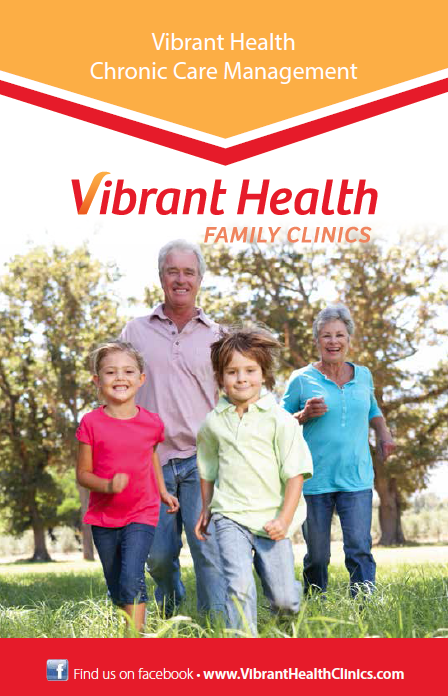 Vibrant Health
Chronic Care Management
Vibrant Health
FAMILY CLINICS
f Find us on facebook • www.VibrantHealthClinics.com